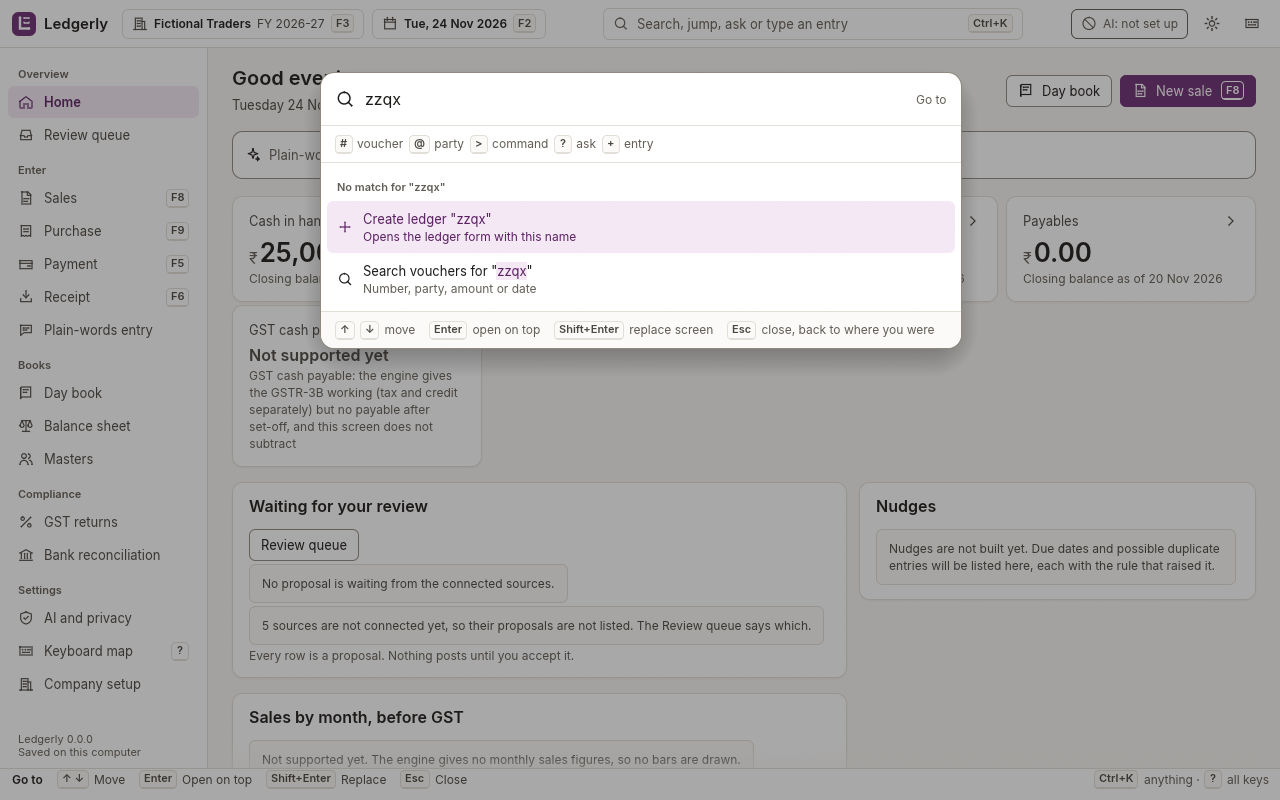 Ledgerly
Fictional Traders FY 2026-27 F3
Tue, 24 Nov 2026 F2
Search, jump, ask or type an entry Ctrl+K
AI: not set up
Overview
Home
Review queue
Enter
Sales F8
Purchase F9
Payment F5
Receipt F6
Plain-words entry
Books
Day book
Balance sheet
Masters
Compliance
GST returns
Bank reconciliation
Settings
AI and privacy
Keyboard map ?
Company setup
Ledgerly 0.0.0
Saved on this computer
Good
Tuesday 24
Day book
New sale F8
zzqx
Go to
# voucher @ party > command ? ask + entry
No match for "zzqx"
Create ledger "zzqx"
Opens the ledger form with this name
Search vouchers for "zzqx"
Number, party, amount or date
↑ ↓ move Enter open on top Shift+Enter replace screen Esc close, back to where you were
Cash in
Closing
Payables
₹0.00
Closing balance as of 20 Nov 2026
GST cash
Not supported yet
GST cash payable: the engine gives
the GSTR-3B working (tax and credit
separately) but no payable after
set-off, and this screen does not
subtract
Waiting for your review
Review queue
No proposal is waiting from the connected sources.
5 sources are not connected yet, so their proposals are not listed. The Review queue says which.
Every row is a proposal. Nothing posts until you accept it.
Nudges
Nudges are not built yet. Due dates and possible duplicate
entries will be listed here, each with the rule that raised it.
Sales by month, before GST
Not supported yet. The engine gives no monthly sales figures, so no bars are drawn.
Go to ↑ ↓ Move Enter Open on top Shift+Enter Replace Esc Close
Ctrl+K anything · ? all keys